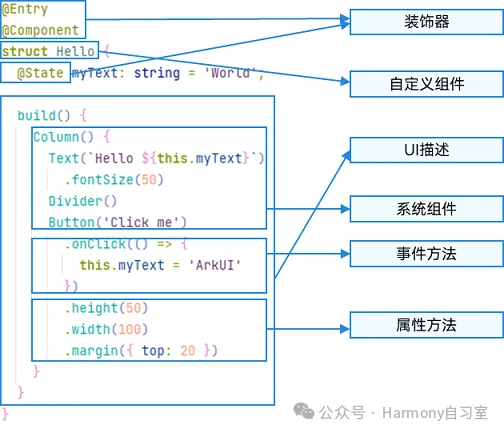 @Entry
@Component
struct Hello {
@State myText: string = 'World';
build() {
Column() {
Text(`Hello ${this.myText}`)
.fontSize(50)
Divider()
Button('Click me')
.onClick(() => {
this.myText = 'ArkUI'
})
.height(50)
.width(100)
.margin({ top: 20 })
}
}
}
装饰器
自定义组件
UI描述
系统组件
事件方法
属性方法
公众号 · Harmony自习室